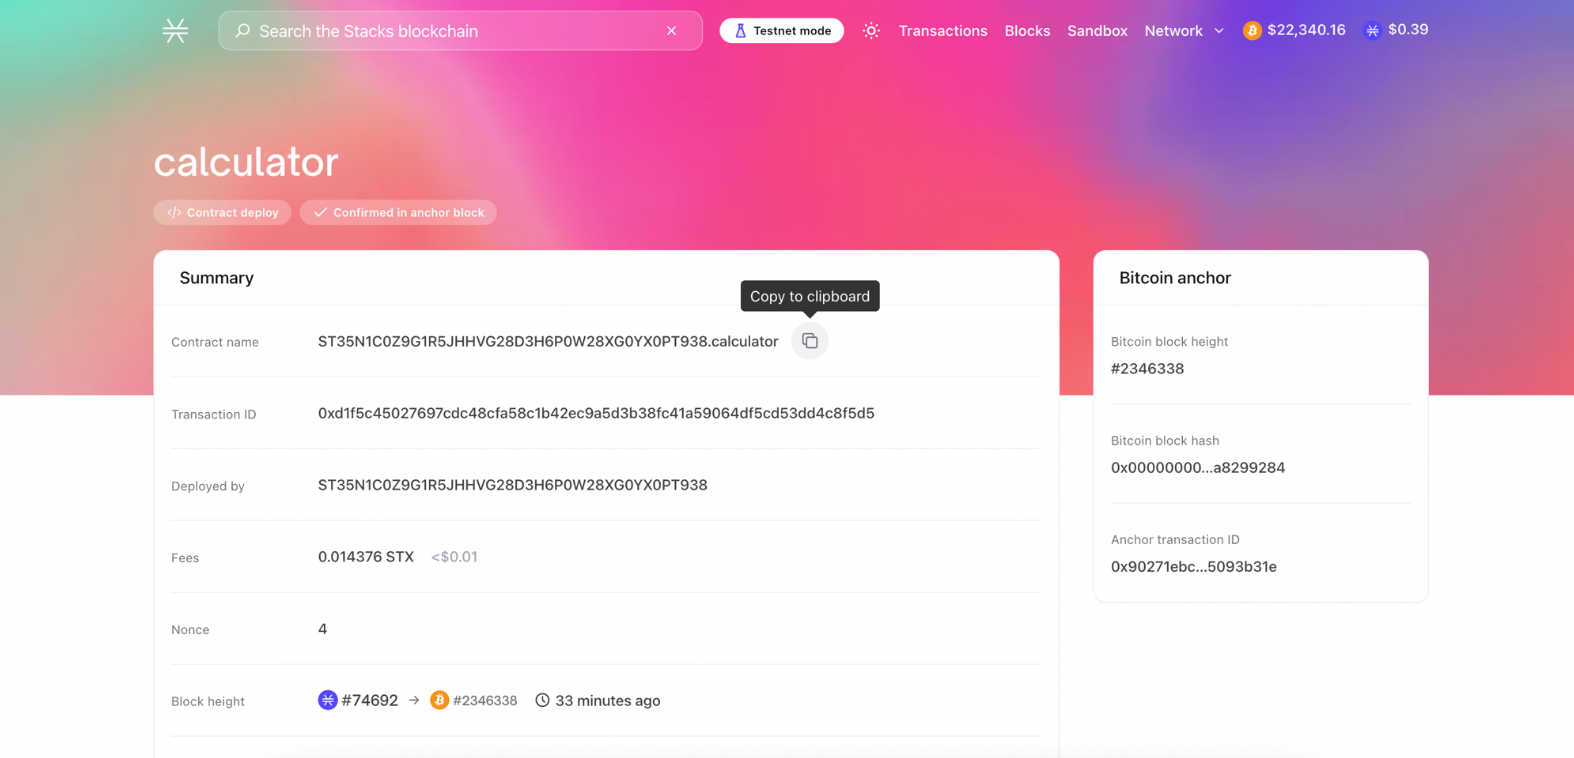 Search the Stacks blockchain
Testnet mode
Transactions
Blocks
Sandbox
Network
$22,340.16
$0.39
calculator
Contract deploy
Confirmed in anchor block
Summary
Copy to clipboard
Contract name
ST35N1C0Z9G1R5JHHVG28D3H6P0W28XG0YX0PT938.calculator
Transaction ID
0xd1f5c45027697cdc48cfa58c1b42ec9a5d3b38fc41a59064df5cd53dd4c8f5d5
Deployed by
ST35N1C0Z9G1R5JHHVG28D3H6P0W28XG0YX0PT938
Fees
0.014376 STX <$0.01
Nonce
4
Block height
#74692 → #2346338 33 minutes ago
Bitcoin anchor
Bitcoin block height
#2346338
Bitcoin block hash
0x00000000...a8299284
Anchor transaction ID
0x90271ebc...5093b31e